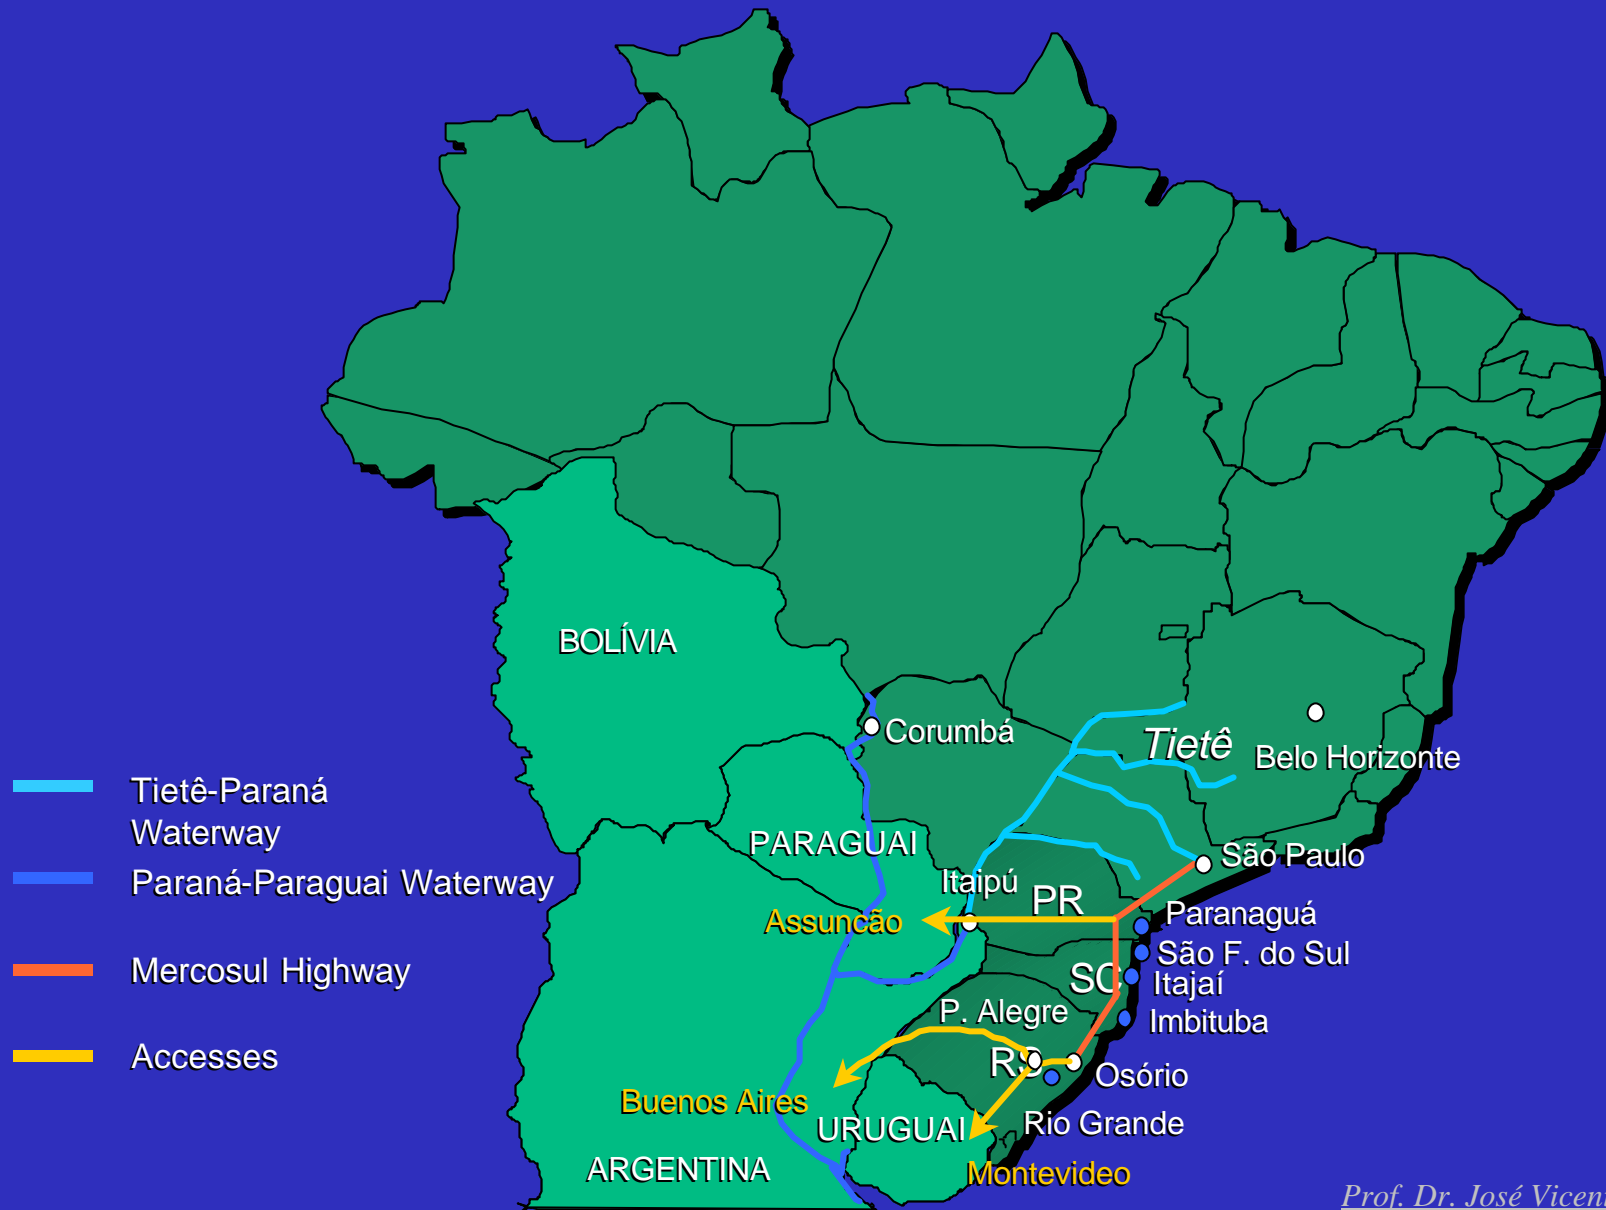 BOLÍVIA
Corumbá
Tietê
Belo Horizonte
Tietê-Paraná
Waterway
PARAGUAI
São Paulo
Paraná-Paraguai Waterway
Itaipú
PR
Assuncão
Paranaguá
São F. do Sul
Mercosul Highway
SC
Itajaí
P. Alegre
Imbituba
Accesses
RS
Osório
Buenos Aires
URUGUAI
Rio Grande
ARGENTINA
Montevideo
Prof. Dr. José